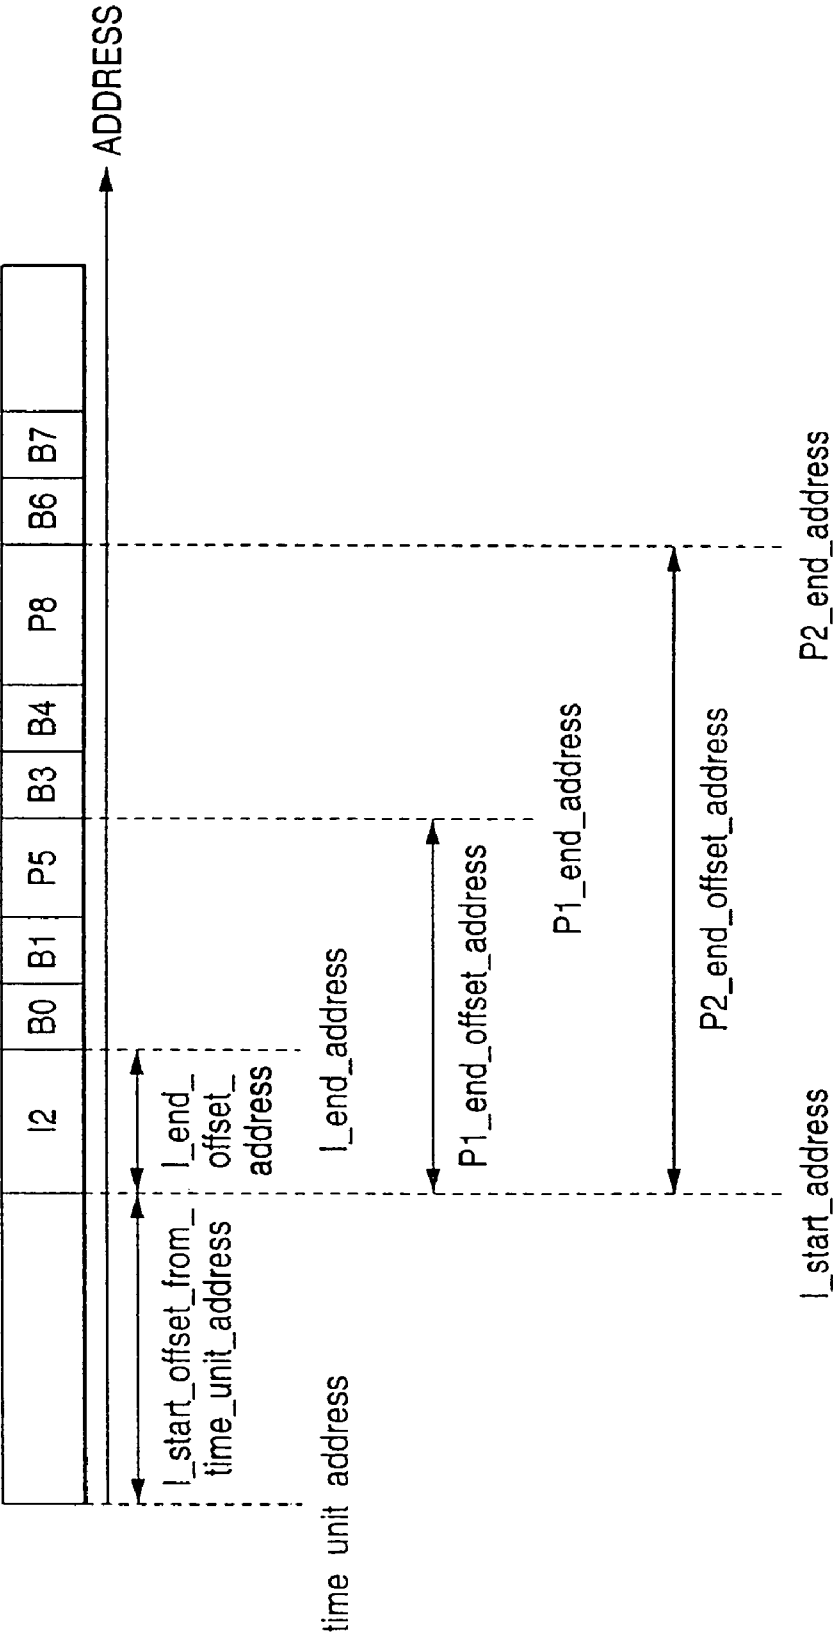 I2 B0 B1 P5 B3 B4 P8 B6 B7
ADDRESS
I_start_offset_from_
time_unit_address
I_end_
offset_
address
time unit address
I_end_address
P1_end_offset_address
P1_end_address
P2_end_offset_address
I_start_address
P2_end_address